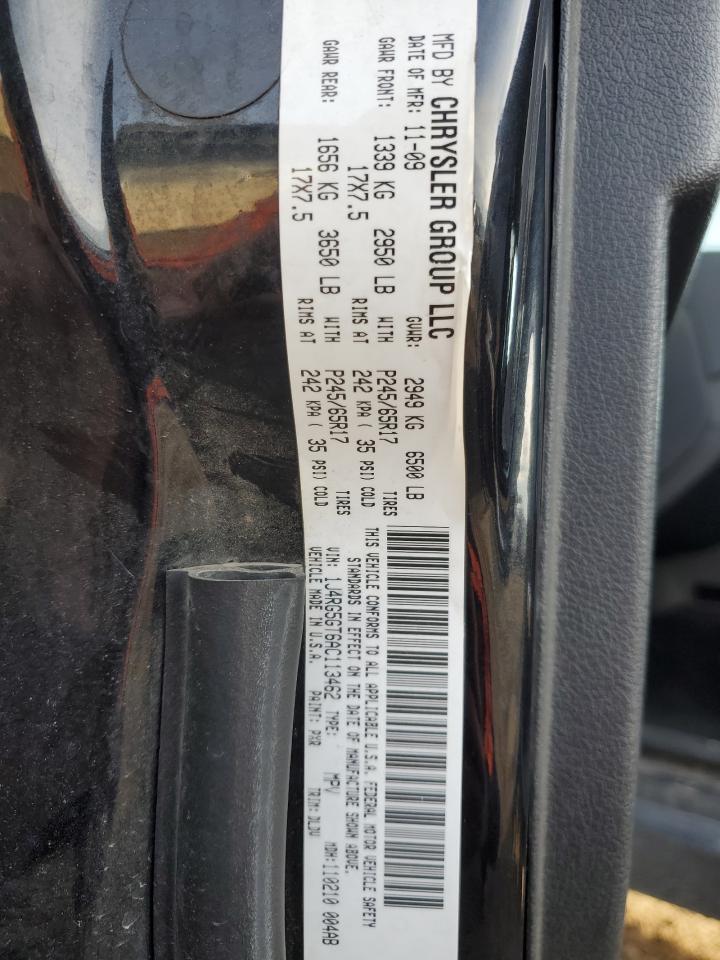 MFD BY CHRYSLER GROUP LLC
DATE OF MFR: 11-09 GVWR: 2949 KG 6500 LB
GAWR FRONT: 1339 KG 2950 LB WITH P245/65R17 TIRES
17X7.5 RIMS AT 242 KPA ( 35 PSI) COLD
GAWR REAR: 1656 KG 3650 LB WITH P245/65R17 TIRES
17X7.5 RIMS AT 242 KPA ( 35 PSI) COLD
THIS VEHICLE CONFORMS TO ALL APPLICABLE U.S.A. FEDERAL MOTOR VEHICLE SAFETY
STANDARDS IN EFFECT ON THE DATE OF MANUFACTURE SHOWN ABOVE.
VIN: 1J4RG5GT6AC113462 TYPE: MPV MDH:110210 004AB
VEHICLE MADE IN U.S.A. PAINT: PXR TRIM: DLDV